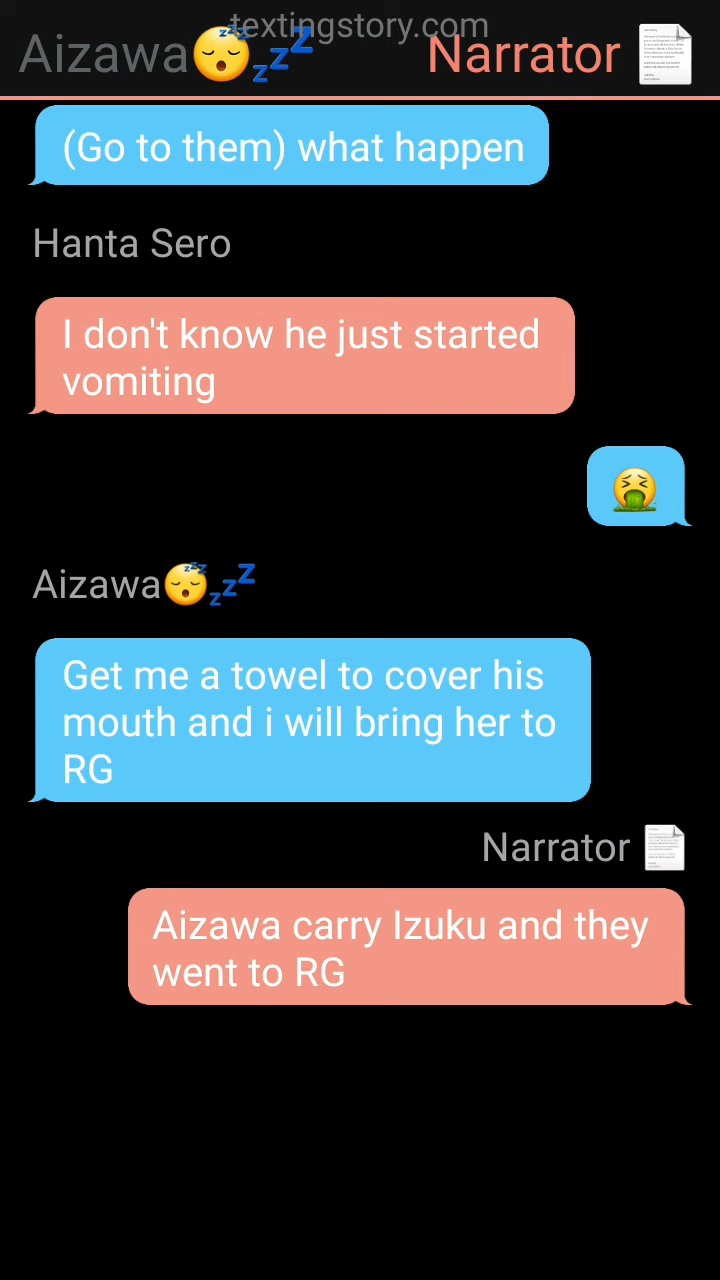 textingstory.com
Aizawa😴💤 Narrator 📄
(Go to them) what happen
Hanta Sero
I don't know he just started
vomiting
🤮
Aizawa😴💤
Get me a towel to cover his
mouth and i will bring her to
RG
Narrator 📄
Aizawa carry Izuku and they
went to RG